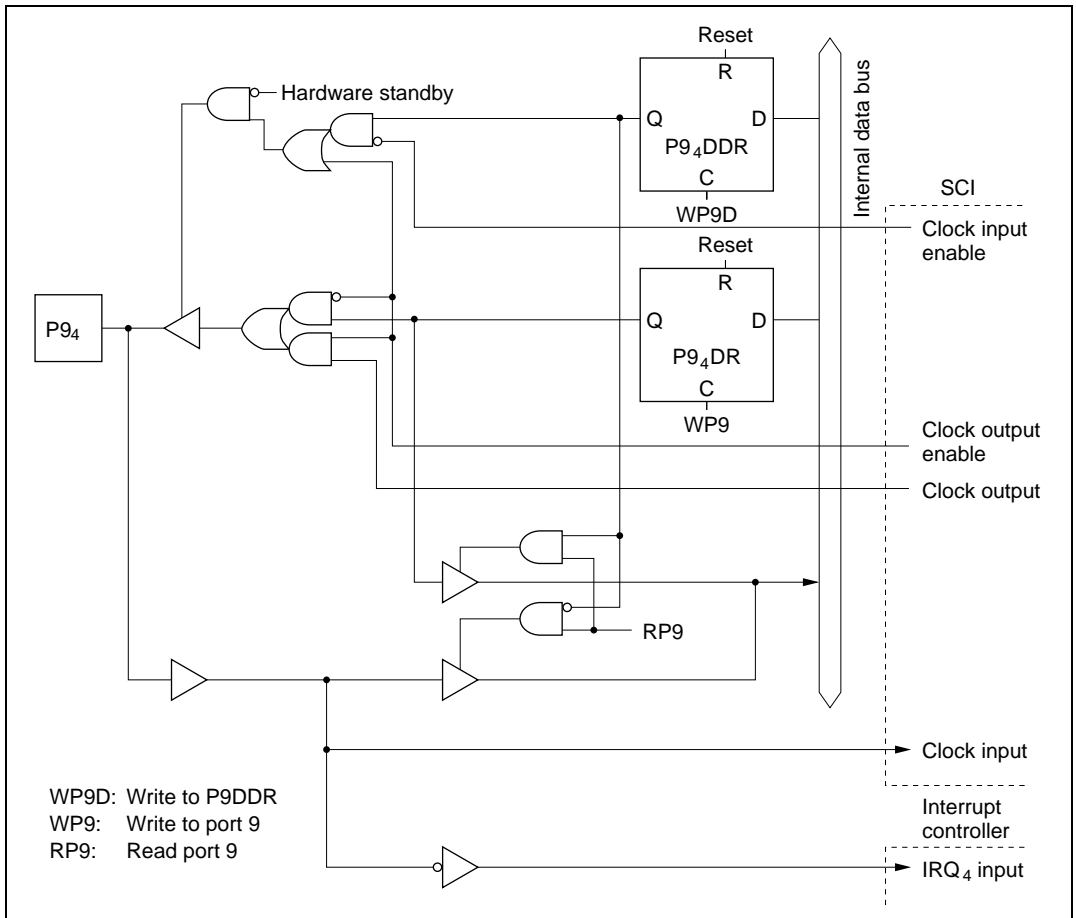 Reset
R
Hardware standby
Q
D
P94DDR
C
WP9D
Internal data bus
SCI
Clock input
enable
Reset
R
P94
Q
D
P94DR
C
WP9
Clock output
enable
Clock output
RP9
Clock input
WP9D: Write to P9DDR
WP9: Write to port 9
RP9: Read port 9
Interrupt
controller
IRQ4 input